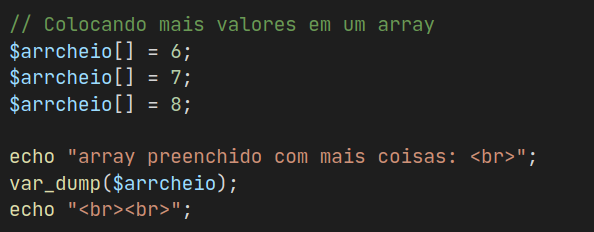 // Colocando mais valores em um array
$arrcheio[] = 6;
$arrcheio[] = 7;
$arrcheio[] = 8;
echo "array preenchido com mais coisas: <br>";
var_dump($arrcheio);
echo "<br><br>";